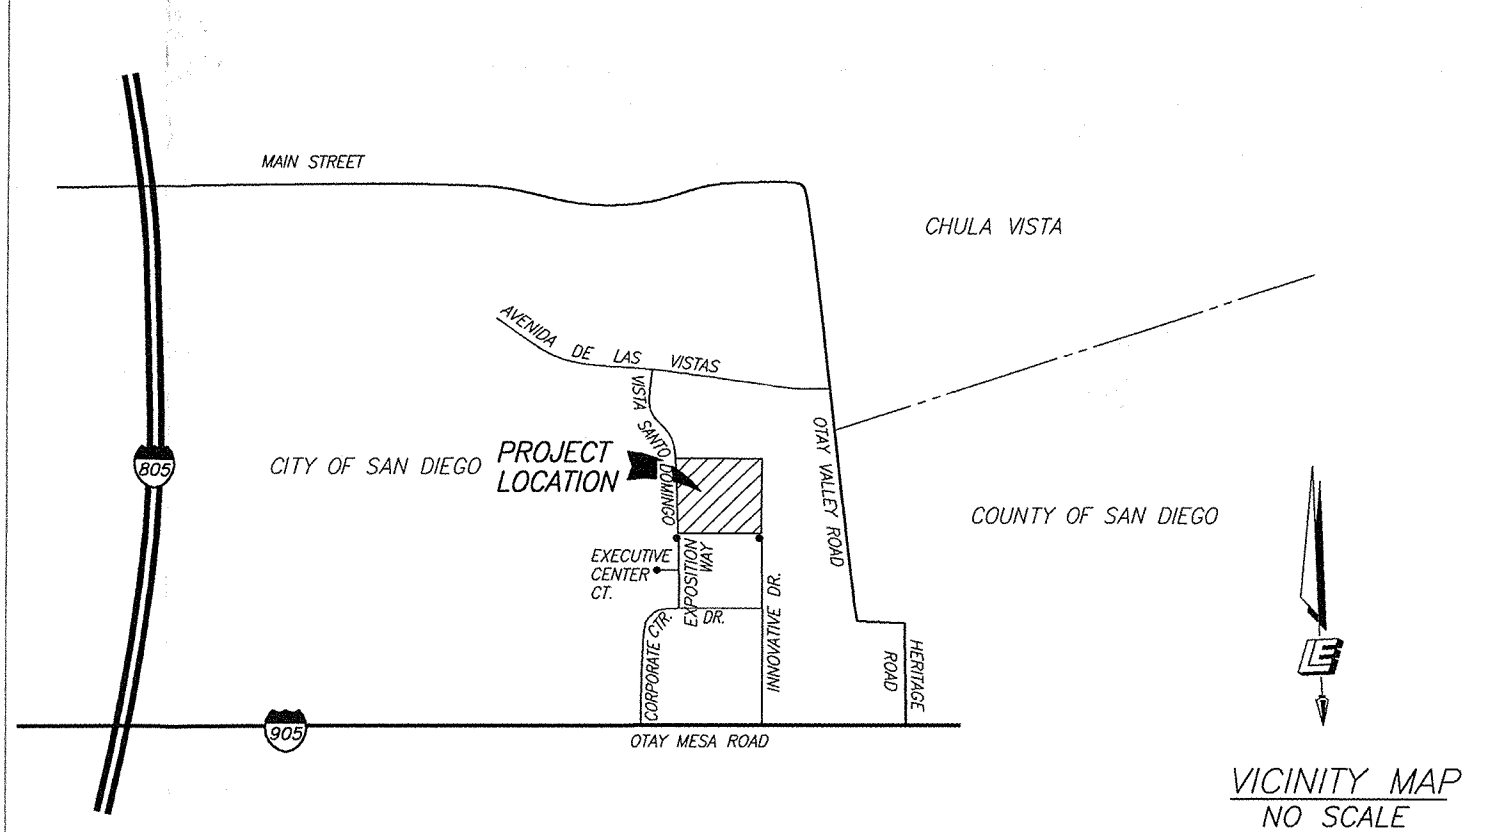 MAIN STREET
CHULA VISTA
AVENIDA DE LAS VISTAS
VISTA SANTO DOMINGO
OTAY VALLEY ROAD
805
CITY OF SAN DIEGO
PROJECT
LOCATION
COUNTY OF SAN DIEGO
EXECUTIVE
CENTER
CT.
EXPOSITION
WAY
INNOVATIVE DR.
CORPORATE CTR. DR.
HERITAGE
ROAD
E
905
OTAY MESA ROAD
VICINITY MAP
NO SCALE